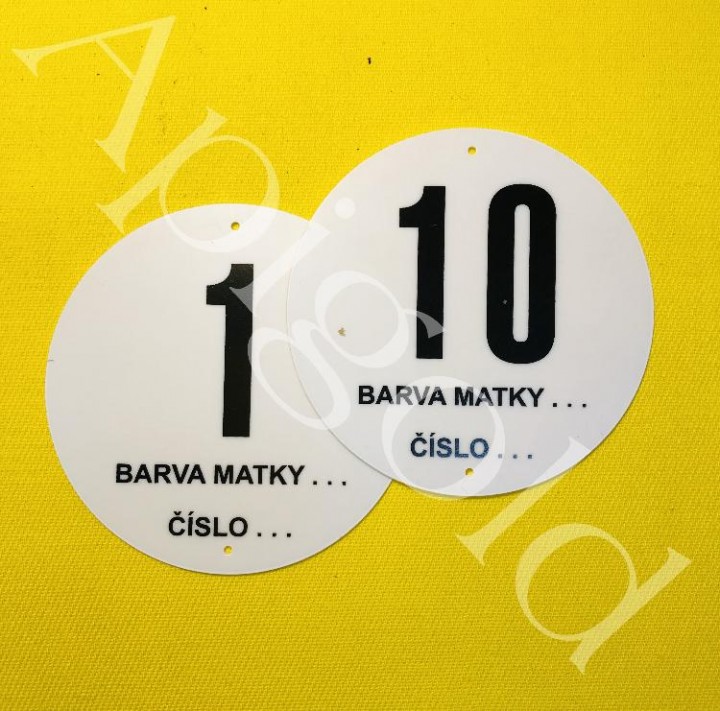 1
BARVA MATKY . . .
ČÍSLO . . .
10
BARVA MATKY . . .
ČÍSLO . . .
Apigold